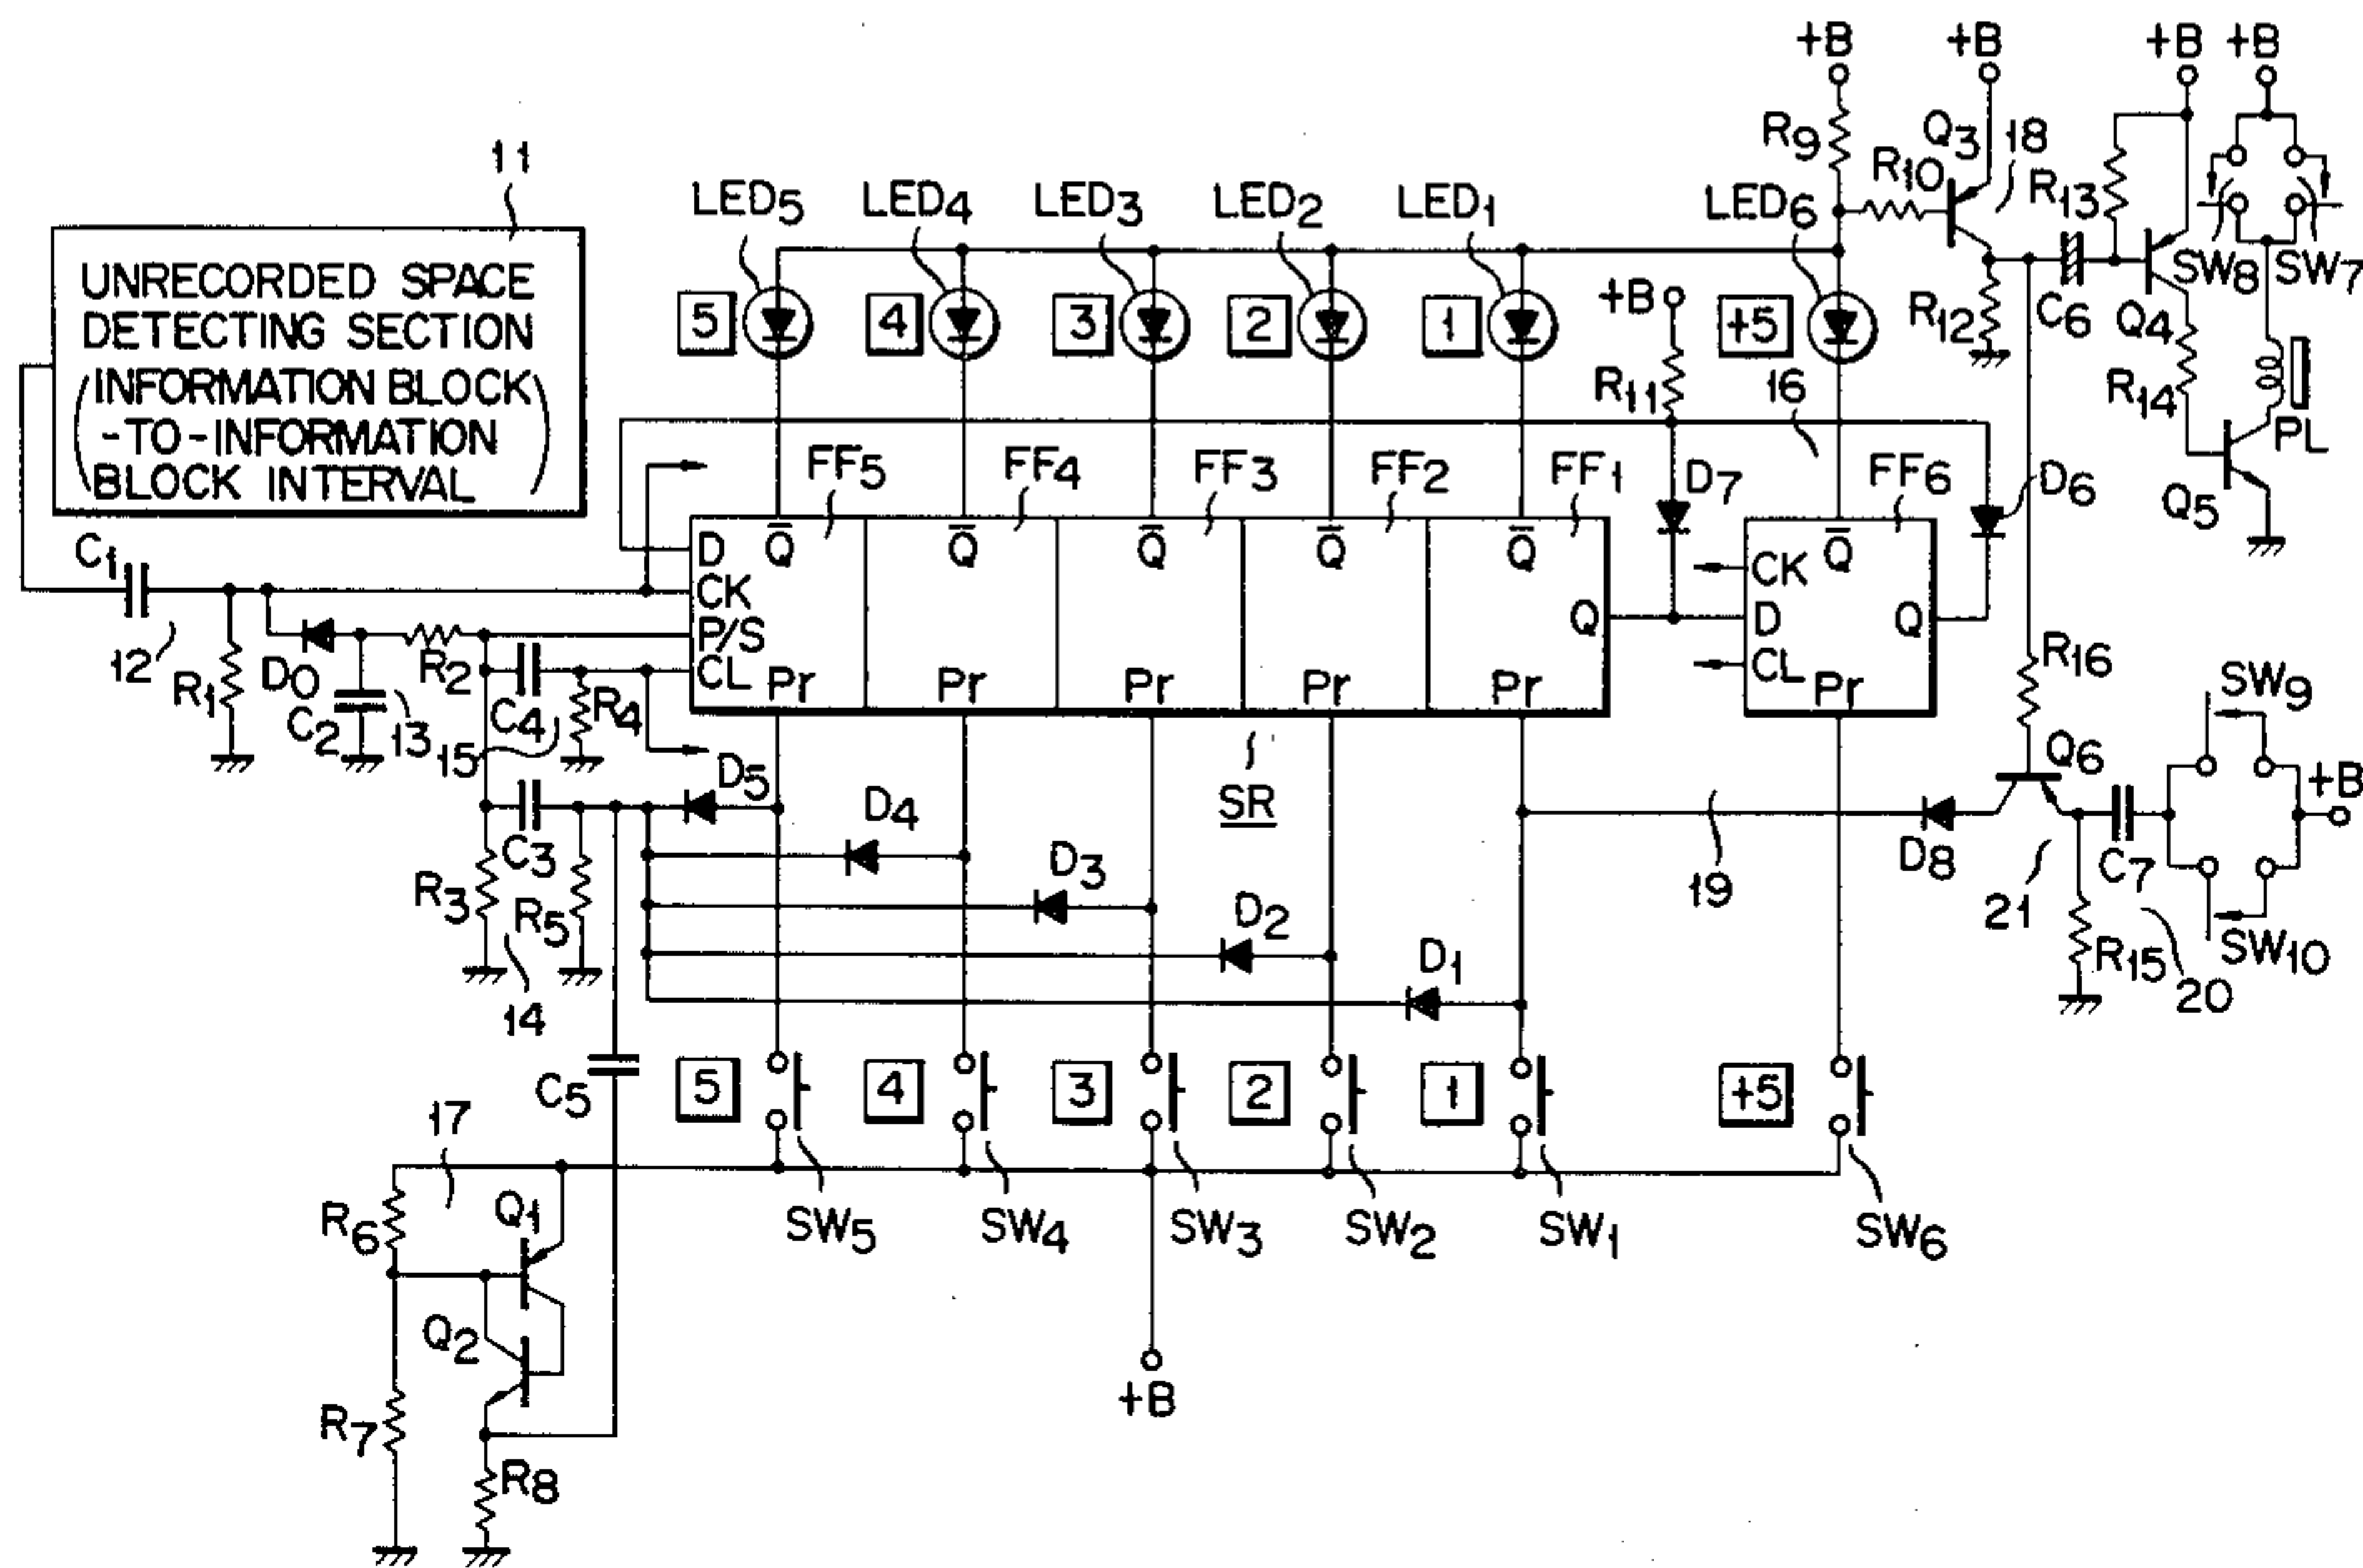 +B +B +B +B
11
R9 R10 Q3 18 R13
LED5 LED4 LED3 LED2 LED1 LED6
SW8 SW7
UNRECORDED SPACE
DETECTING SECTION
(INFORMATION BLOCK
-TO-INFORMATION
BLOCK INTERVAL)
5 4 3 2 1 +B +5
R12 C6 Q4
R11 16 R14
PL
FF5 FF4 FF3 FF2 FF1 D7 FF6 D6 Q5
C1
D Q̅ Q̅ Q̅ Q̅ Q̅ CK Q̅
CK
P/S Q D Q
CL CL
Pr Pr Pr Pr Pr Pr
12 R1 D0 R2 C2 13 C4 R4 15
R16 SW9
D5 SR Q6 +B
D4
C3 D3 D8 C7
R3 R5 D2 19 21
14 D1 R15 20 SW10
C5 5 4 3 2 1 +5
17
R6 Q1 SW5 SW4 SW3 SW2 SW1 SW6
Q2
+B
R7
R8